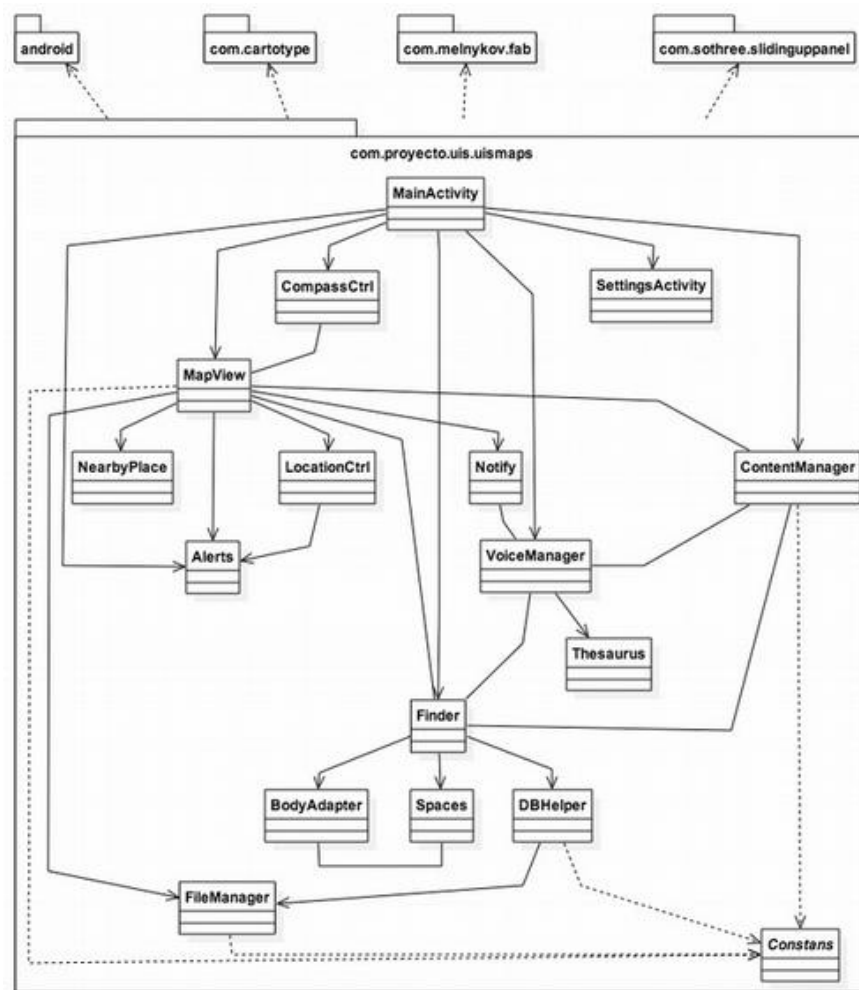 android
com.cartotype
com.melnykov.fab
com.sothree.slidinguppanel
com.proyecto.uis.uismaps
MainActivity
CompassCtrl
SettingsActivity
MapView
NearbyPlace
LocationCtrl
Notify
ContentManager
Alerts
VoiceManager
Thesaurus
Finder
BodyAdapter
Spaces
DBHelper
FileManager
Constans